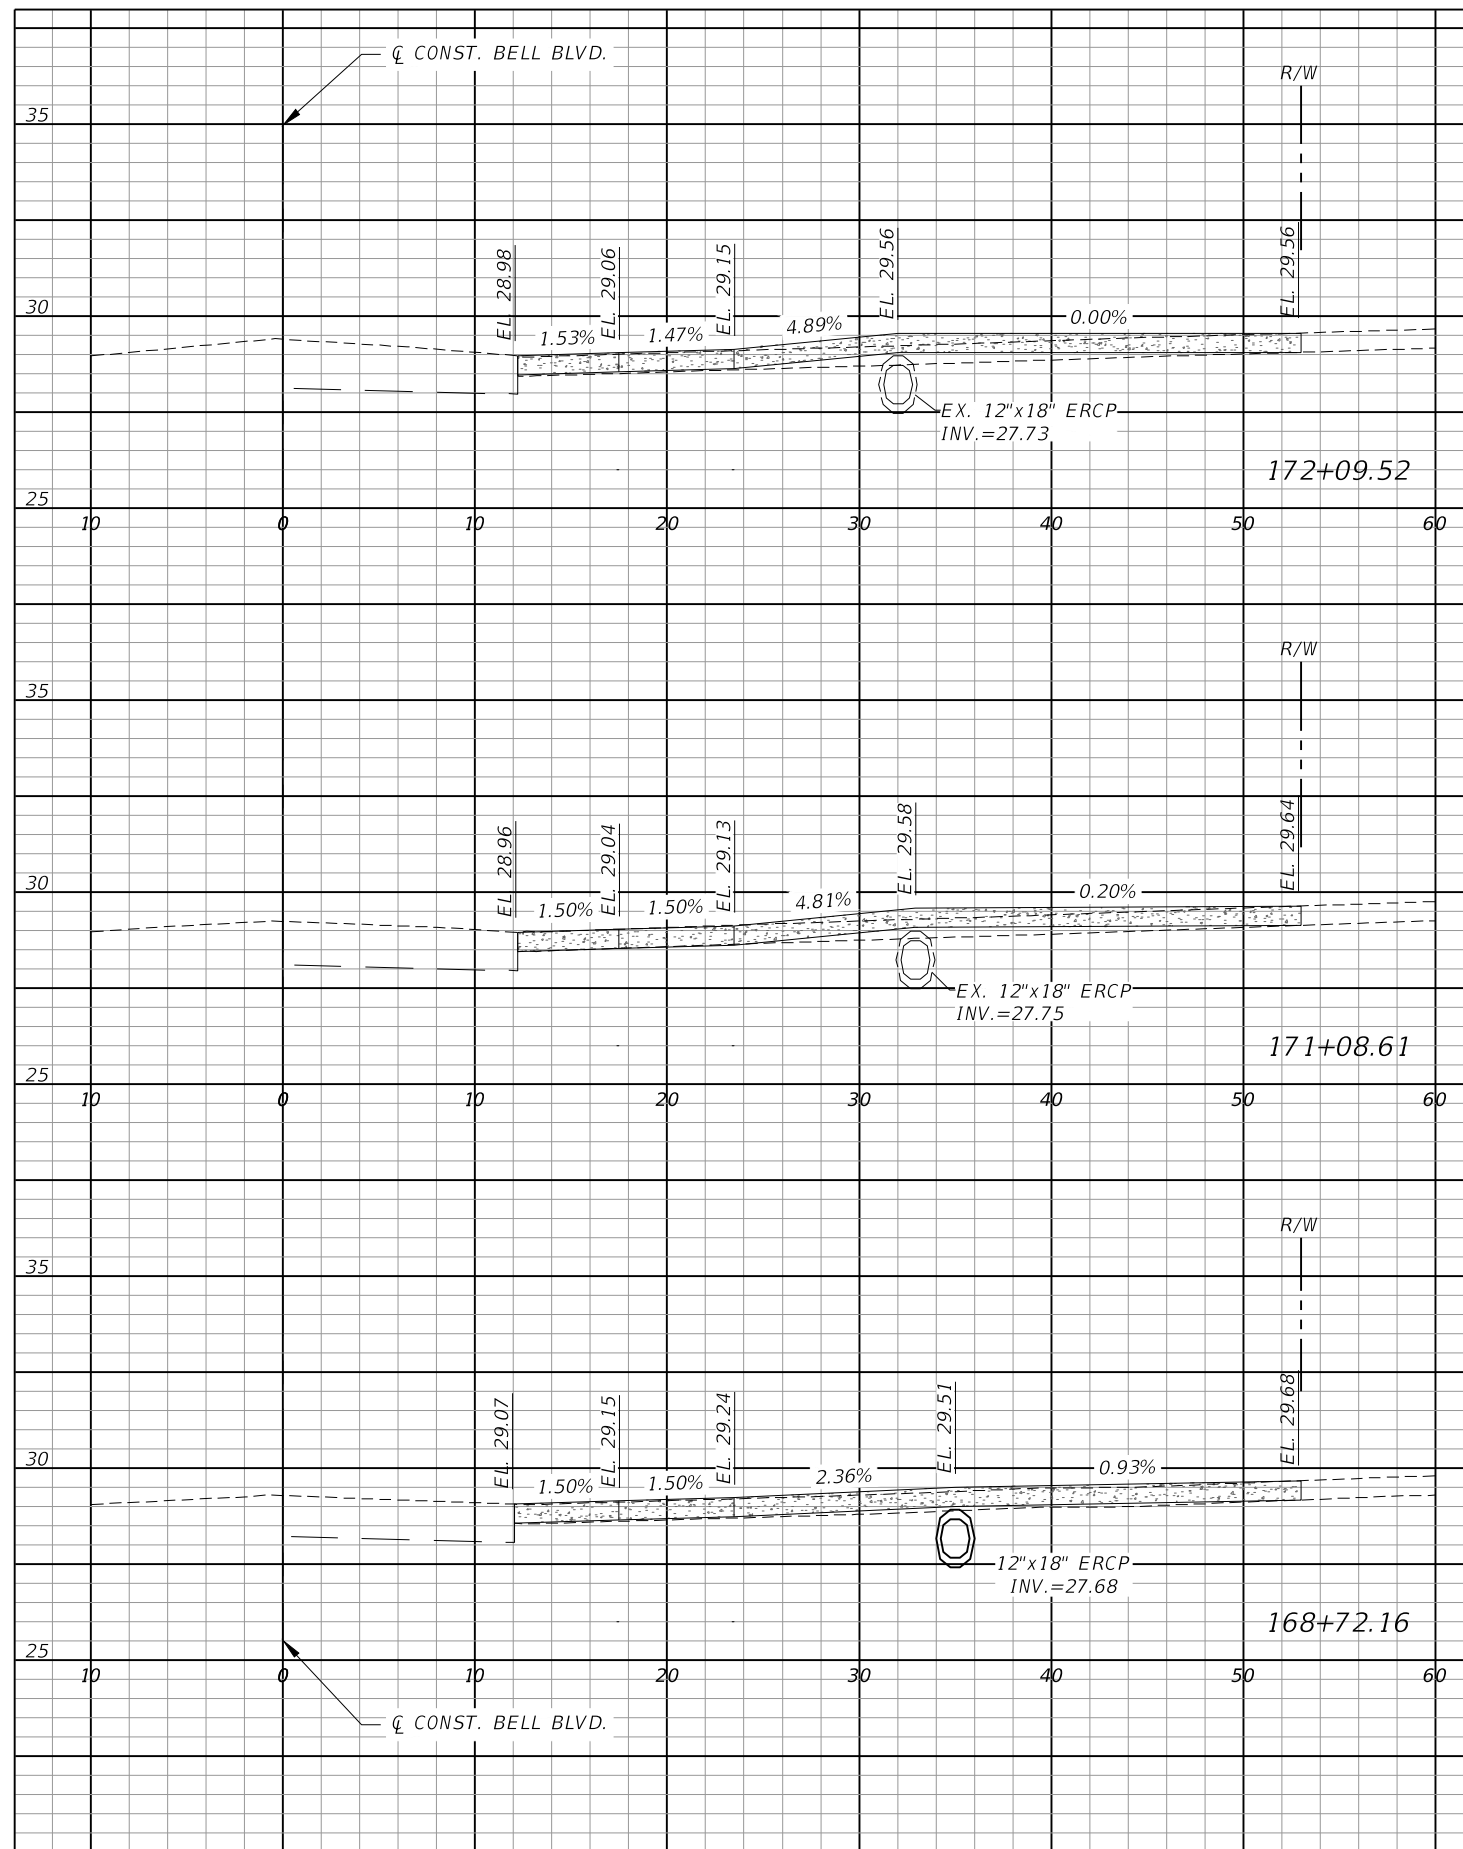 ℄ CONST. BELL BLVD.
R/W
35
EL. 28.98
EL. 29.06
EL. 29.15
EL. 29.56
EL. 29.56
30
1.53%
1.47%
4.89%
0.00%
EX. 12"x18" ERCP
INV.=27.73
172+09.52
25
10 0 10 20 30 40 50 60
R/W
35
EL. 28.96
EL. 29.04
EL. 29.13
EL. 29.58
EL. 29.64
30
1.50%
1.50%
4.81%
0.20%
EX. 12"x18" ERCP
INV.=27.75
171+08.61
25
10 0 10 20 30 40 50 60
R/W
35
EL. 29.07
EL. 29.15
EL. 29.24
EL. 29.51
EL. 29.68
30
1.50%
1.50%
2.36%
0.93%
12"x18" ERCP
INV.=27.68
168+72.16
25
10 0 10 20 30 40 50 60
℄ CONST. BELL BLVD.